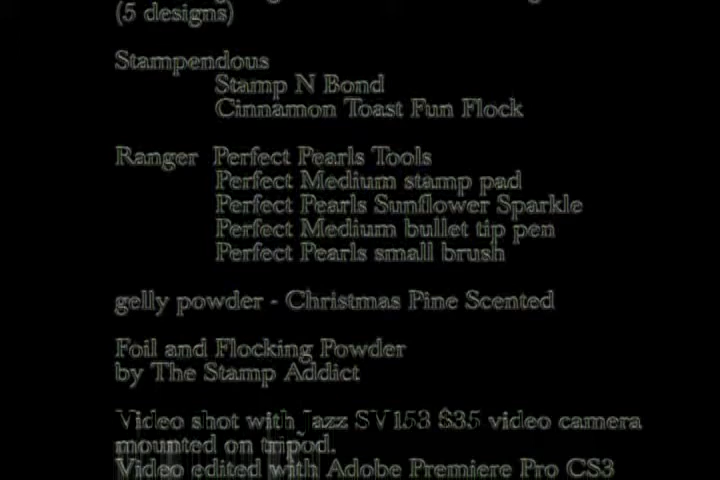 (5 designs)
Stampendous
Stamp N Bond
Cinnamon Toast Fun Flock
Ranger Perfect Pearls Tools
Perfect Medium stamp pad
Perfect Pearls Sunflower Sparkle
Perfect Medium bullet tip pen
Perfect Pearls small brush
gelly powder - Christmas Pine Scented
Foil and Flocking Powder
by The Stamp Addict
Video shot with Jazz SV153 $35 video camera
mounted on tripod.
Video edited with Adobe Premiere Pro CS3